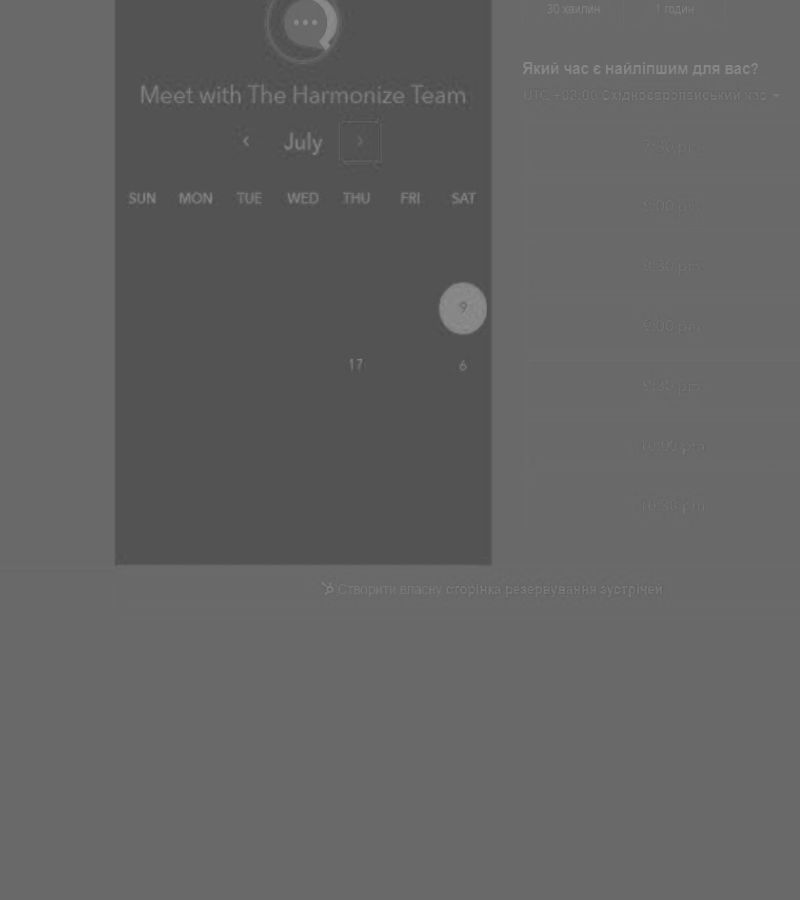 30 хвилин
1 годин
Meet with The Harmonize Team
July
SUN MON TUE WED THU FRI SAT
9
17 6
Який час є найліпшим для вас?
UTC +02:00 Східноєвропейський час
7:30 pm
8:00 pm
8:30 pm
9:00 pm
9:30 pm
10:00 pm
10:30 pm
Створити власну сторінка резервування зустрічей